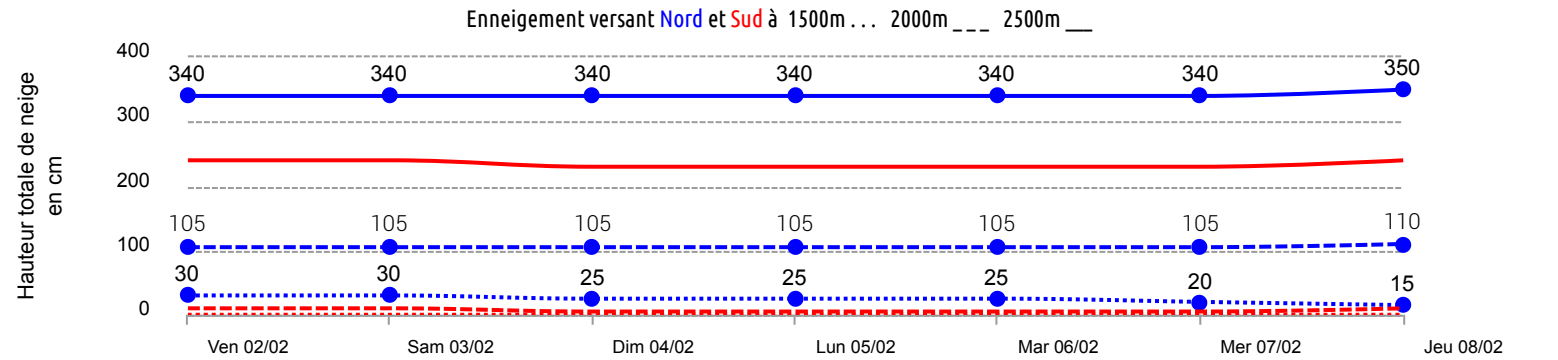 Enneigement versant Nord et Sud à 1500m . . . 2000m _ _ _ 2500m ___
Hauteur totale de neige
en cm
400
340 340 340 340 340 340 350
300
200
105 105 105 105 105 105 110
100
30 30 25 25 25 20 15
0
Ven 02/02 Sam 03/02 Dim 04/02 Lun 05/02 Mar 06/02 Mer 07/02 Jeu 08/02